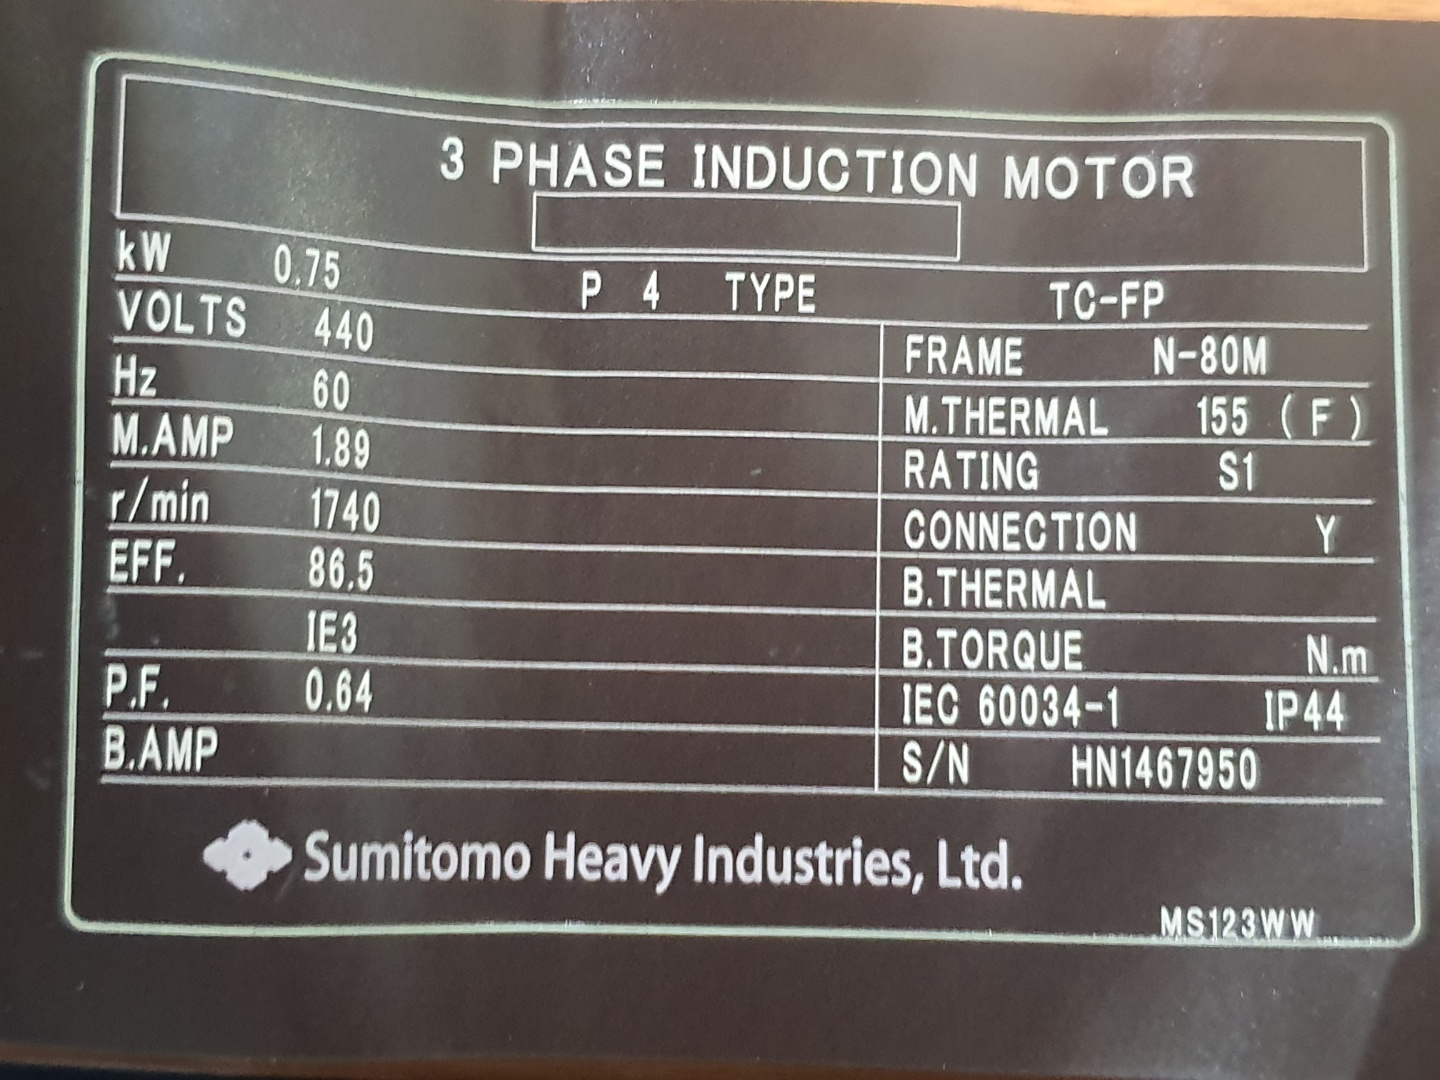 3 PHASE INDUCTION MOTOR
kW 0.75 P 4 TYPE TC-FP
VOLTS 440 FRAME N-80M
Hz 60 M.THERMAL 155 (F)
M.AMP 1.89 RATING S1
r/min 1740 CONNECTION Y
EFF. 86.5 B.THERMAL
IE3 B.TORQUE N.m
P.F. 0.64 IEC 60034-1 IP44
B.AMP S/N HN1467950
Sumitomo Heavy Industries, Ltd.
MS123WW